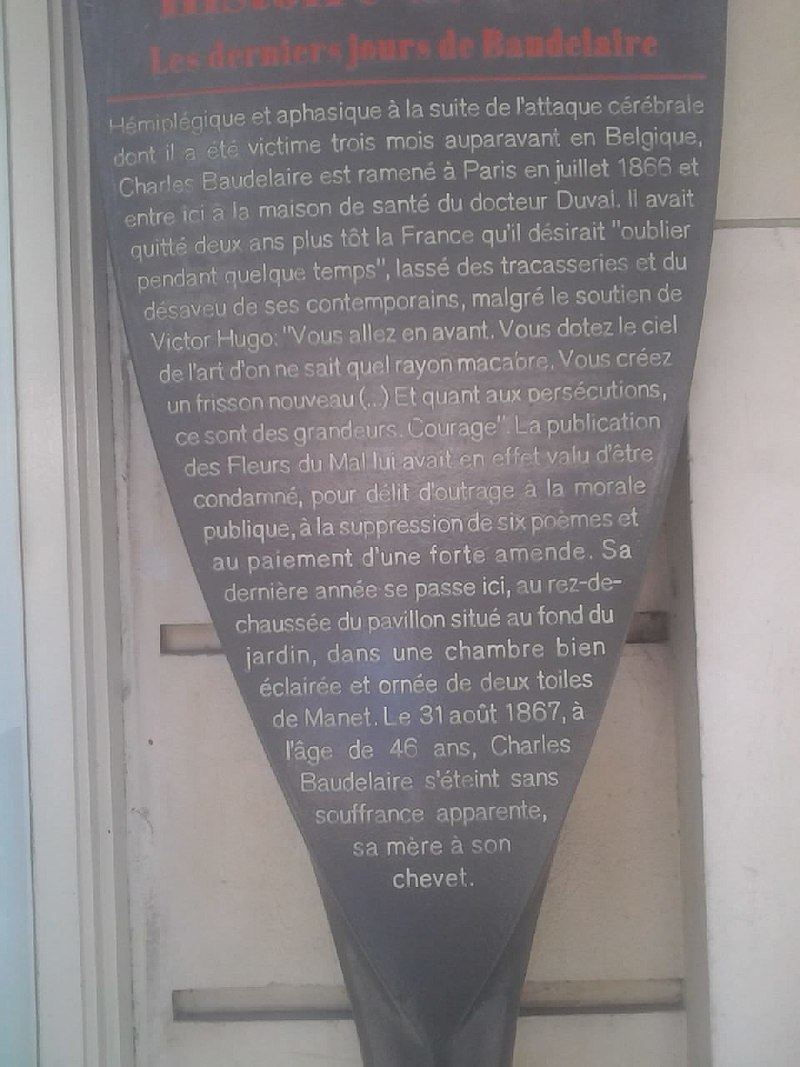 Les derniers jours de Baudelaire
Hémiplégique et aphasique à la suite de l'attaque cérébrale
dont il a été victime trois mois auparavant en Belgique,
Charles Baudelaire est ramené à Paris en juillet 1866 et
entre ici à la maison de santé du docteur Duval. Il avait
quitté deux ans plus tôt la France qu'il désirait "oublier
pendant quelque temps", lassé des tracasseries et du
désaveu de ses contemporains, malgré le soutien de
Victor Hugo: "Vous allez en avant. Vous dotez le ciel
de l'art d'on ne sait quel rayon macabre. Vous créez
un frisson nouveau (...) Et quant aux persécutions,
ce sont des grandeurs. Courage". La publication
des Fleurs du Mal lui avait en effet valu d'être
condamné, pour délit d'outrage à la morale
publique, à la suppression de six poèmes et
au paiement d'une forte amende. Sa
dernière année se passe ici, au rez-de-
chaussée du pavillon situé au fond du
jardin, dans une chambre bien
éclairée et ornée de deux toiles
de Manet. Le 31 août 1867, à
l'âge de 46 ans, Charles
Baudelaire s'éteint sans
souffrance apparente,
sa mère à son
chevet.